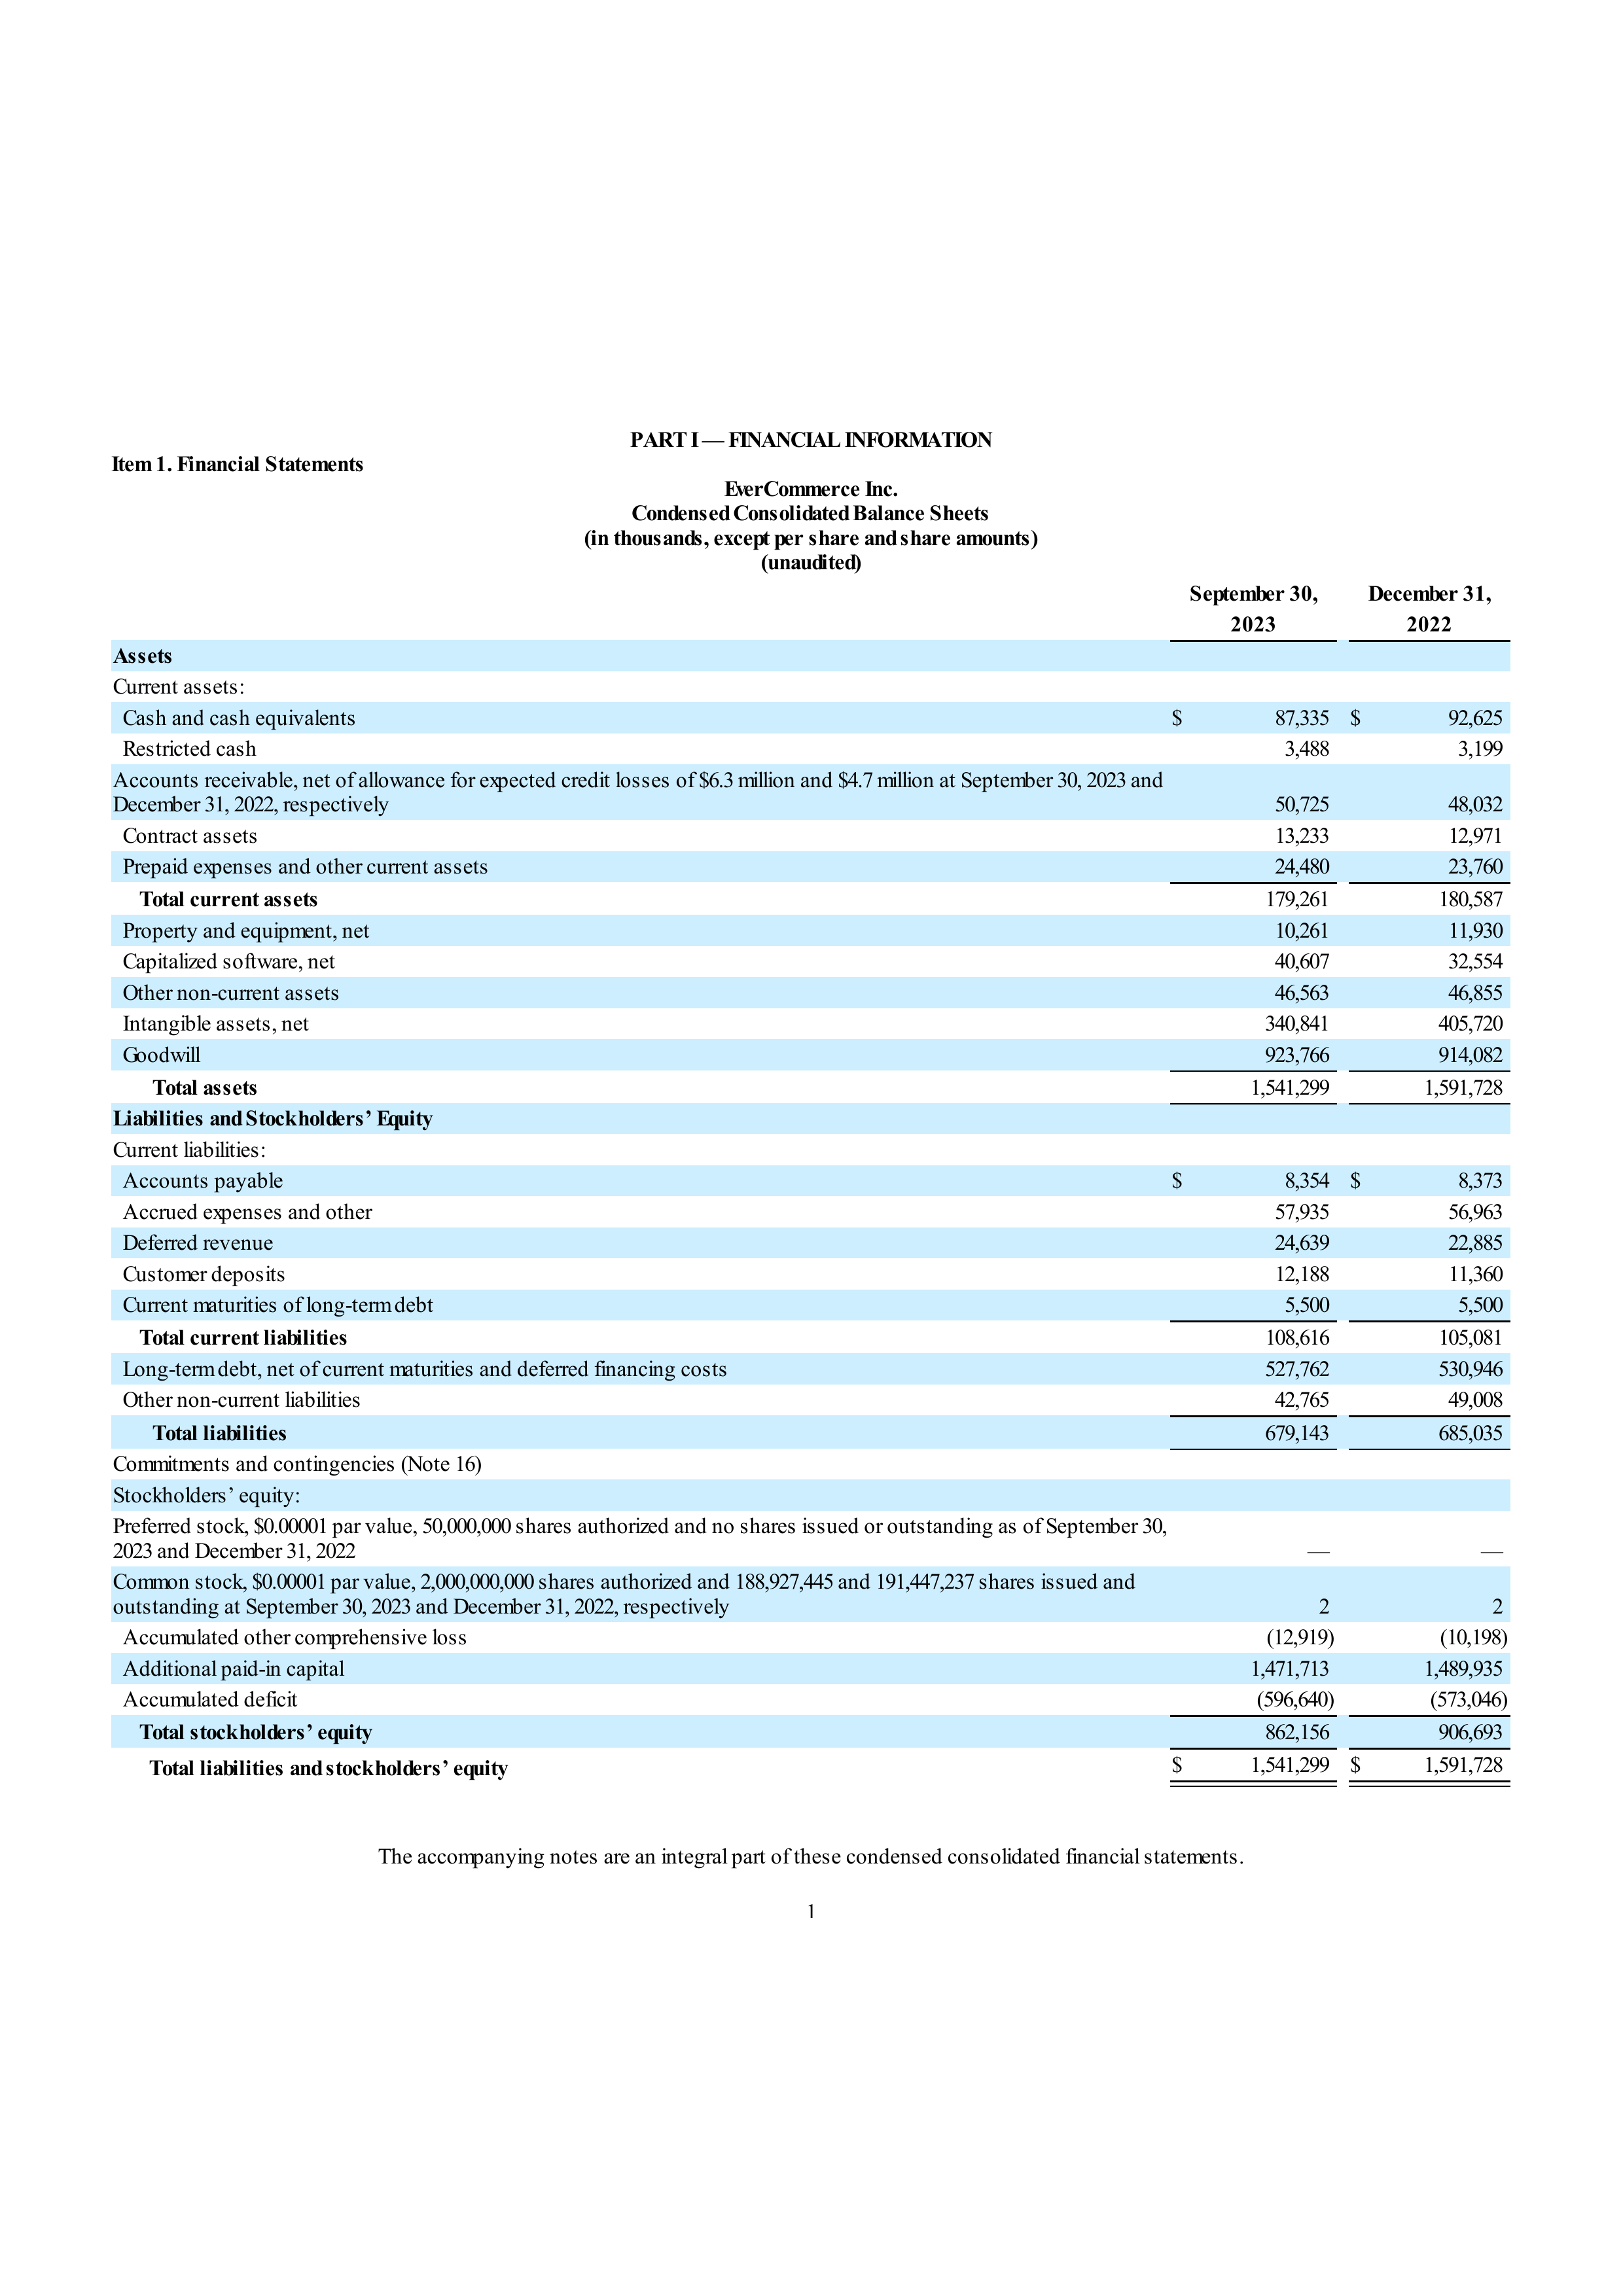 PART I — FINANCIAL INFORMATION
Item 1. Financial Statements
EverCommerce Inc.
Condensed Consolidated Balance Sheets
(in thousands, except per share and share amounts)
(unaudited)
September 30, 2023 December 31, 2022
Assets
Current assets:
Cash and cash equivalents $ 87,335 $ 92,625
Restricted cash 3,488 3,199
Accounts receivable, net of allowance for expected credit losses of $6.3 million and $4.7 million at September 30, 2023 and
December 31, 2022, respectively 50,725 48,032
Contract assets 13,233 12,971
Prepaid expenses and other current assets 24,480 23,760
Total current assets 179,261 180,587
Property and equipment, net 10,261 11,930
Capitalized software, net 40,607 32,554
Other non-current assets 46,563 46,855
Intangible assets, net 340,841 405,720
Goodwill 923,766 914,082
Total assets 1,541,299 1,591,728
Liabilities and Stockholders’ Equity
Current liabilities:
Accounts payable $ 8,354 $ 8,373
Accrued expenses and other 57,935 56,963
Deferred revenue 24,639 22,885
Customer deposits 12,188 11,360
Current maturities of long-term debt 5,500 5,500
Total current liabilities 108,616 105,081
Long-term debt, net of current maturities and deferred financing costs 527,762 530,946
Other non-current liabilities 42,765 49,008
Total liabilities 679,143 685,035
Commitments and contingencies (Note 16)
Stockholders’ equity:
Preferred stock, $0.00001 par value, 50,000,000 shares authorized and no shares issued or outstanding as of September 30,
2023 and December 31, 2022 — —
Common stock, $0.00001 par value, 2,000,000,000 shares authorized and 188,927,445 and 191,447,237 shares issued and
outstanding at September 30, 2023 and December 31, 2022, respectively 2 2
Accumulated other comprehensive loss (12,919) (10,198)
Additional paid-in capital 1,471,713 1,489,935
Accumulated deficit (596,640) (573,046)
Total stockholders’ equity 862,156 906,693
Total liabilities and stockholders’ equity $ 1,541,299 $ 1,591,728
The accompanying notes are an integral part of these condensed consolidated financial statements.
1